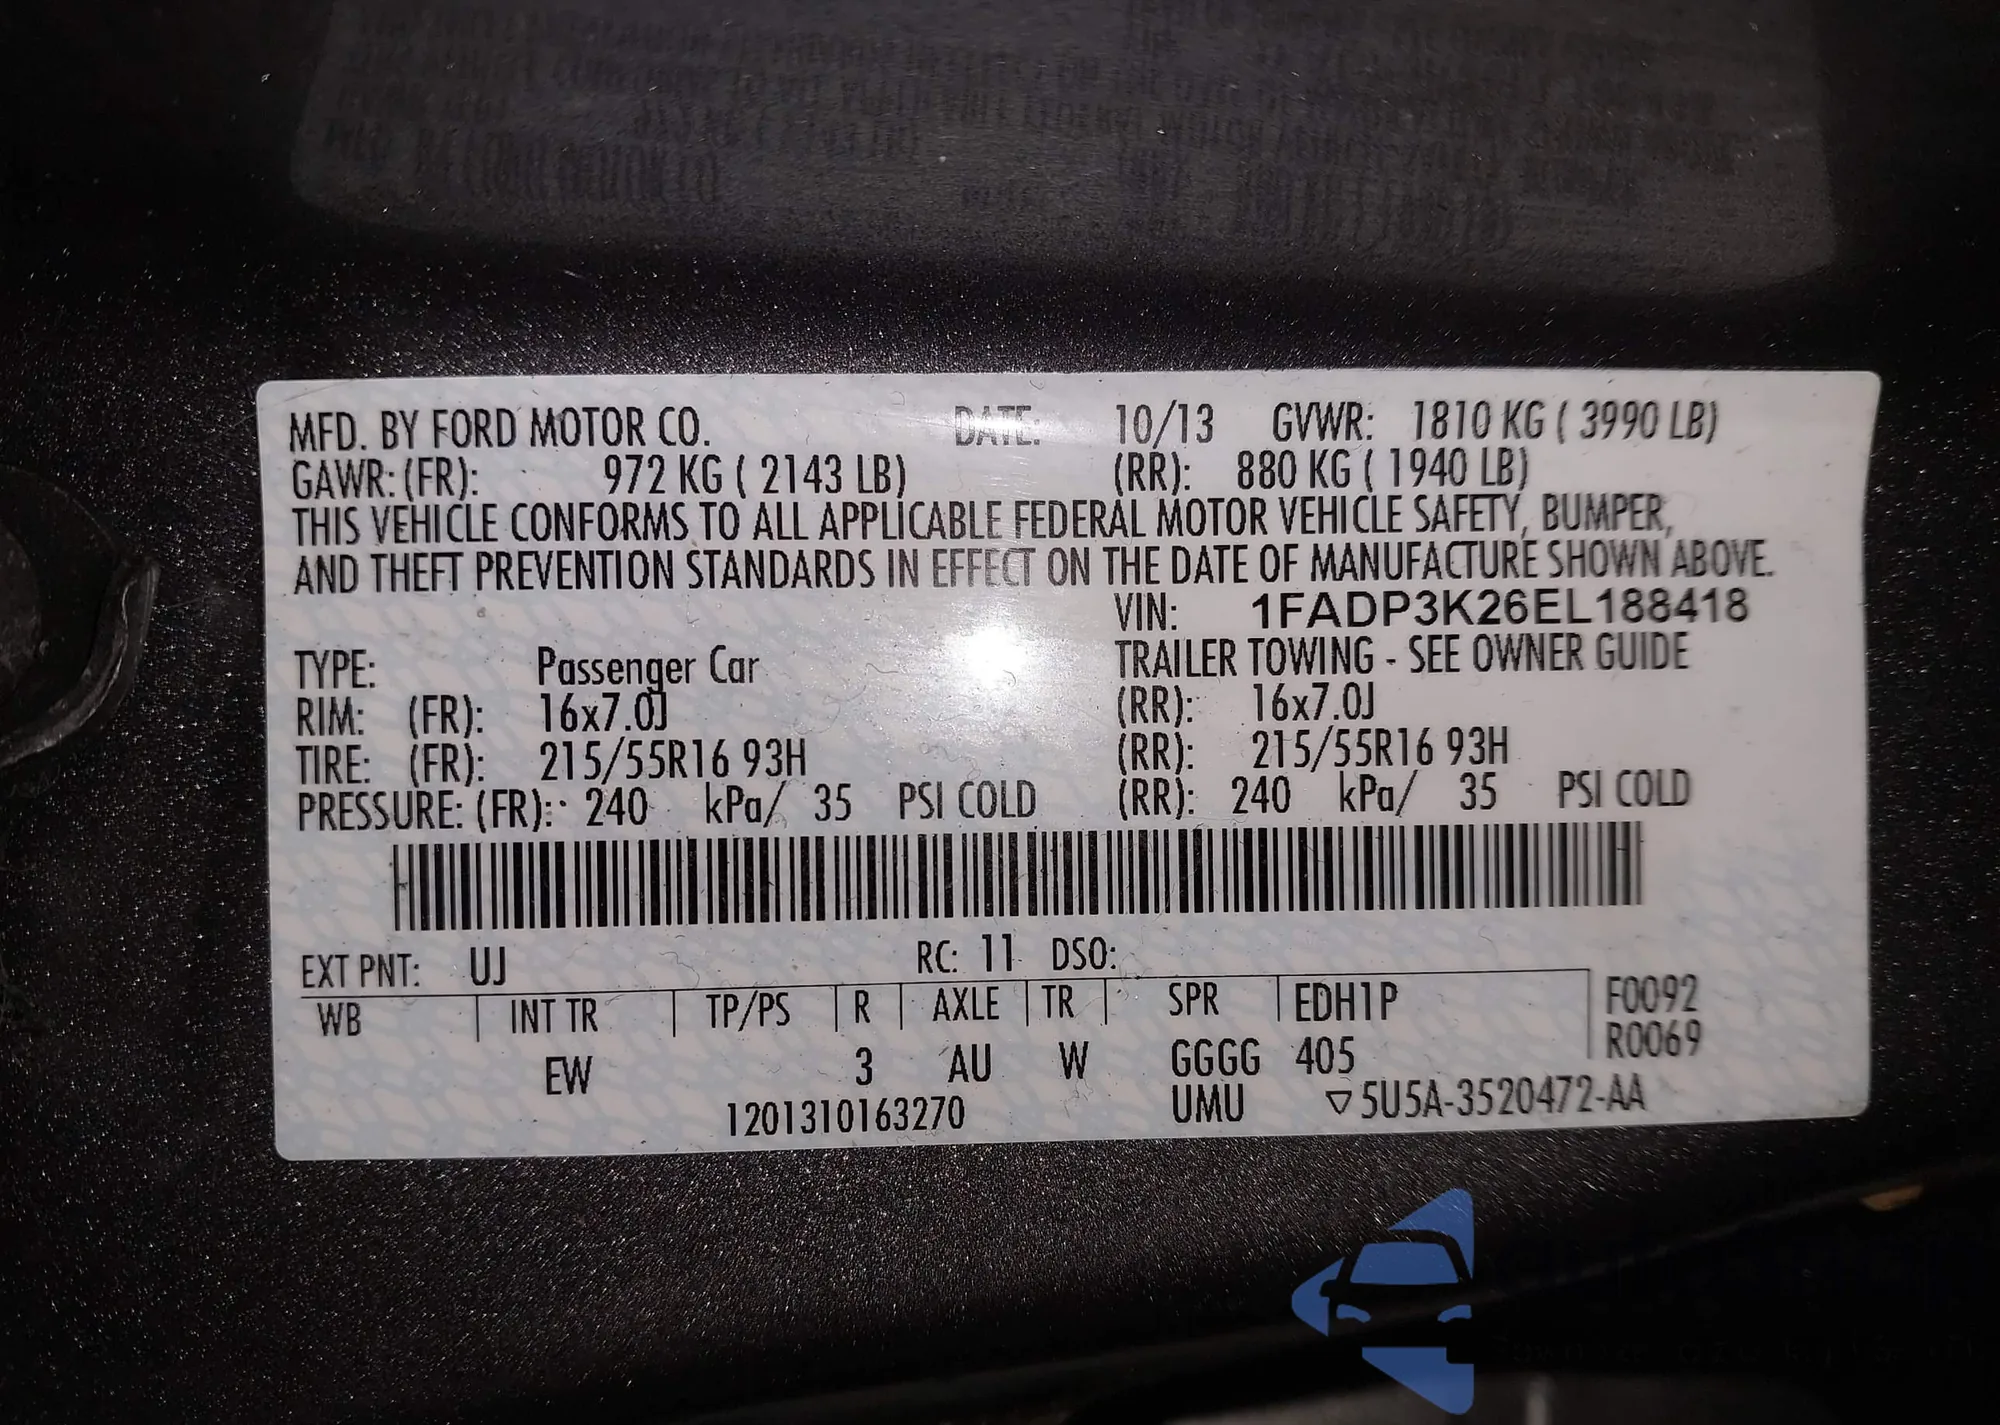 MFD. BY FORD MOTOR CO. DATE: 10/13 GVWR: 1810 KG ( 3990 LB)
GAWR: (FR): 972 KG ( 2143 LB) (RR): 880 KG ( 1940 LB)
THIS VEHICLE CONFORMS TO ALL APPLICABLE FEDERAL MOTOR VEHICLE SAFETY, BUMPER,
AND THEFT PREVENTION STANDARDS IN EFFECT ON THE DATE OF MANUFACTURE SHOWN ABOVE.
VIN: 1FADP3K26EL188418
TYPE: Passenger Car TRAILER TOWING - SEE OWNER GUIDE
RIM: (FR): 16x7.0J (RR): 16x7.0J
TIRE: (FR): 215/55R16 93H (RR): 215/55R16 93H
PRESSURE: (FR): 240 kPa/ 35 PSI COLD (RR): 240 kPa/ 35 PSI COLD
EXT PNT: UJ RC: 11 DSO:
WB INT TR TP/PS R AXLE TR SPR EDH1P F0092
EW 3 AU W GGGG 405 R0069
1201310163270 UMU ▽5U5A-3520472-AA